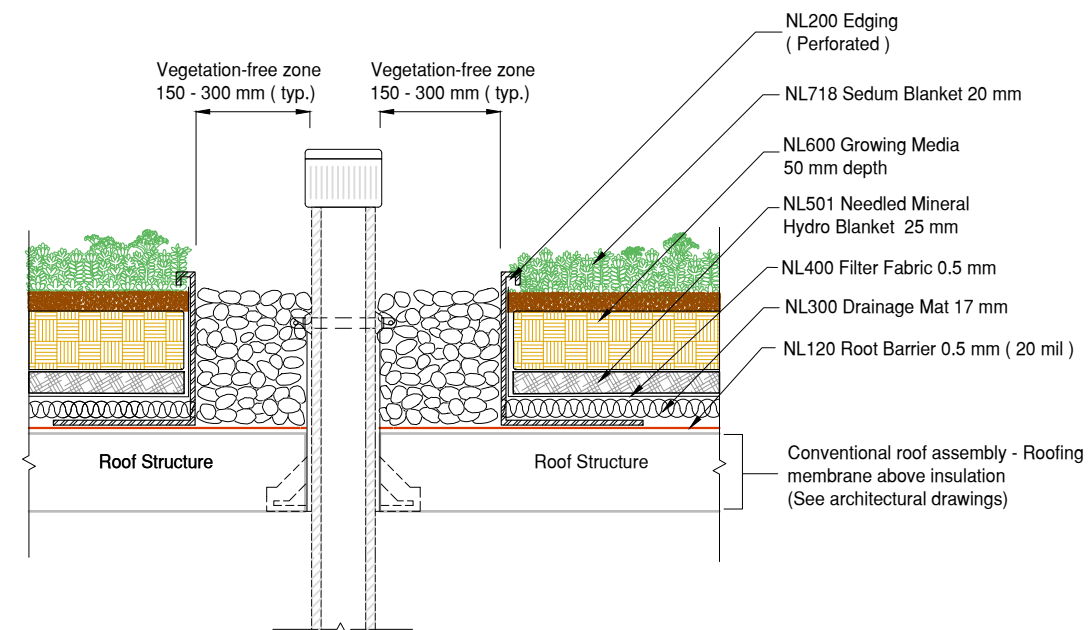 Vegetation-free zone
150 - 300 mm ( typ.)
Vegetation-free zone
150 - 300 mm ( typ.)
NL200 Edging
( Perforated )
NL718 Sedum Blanket 20 mm
NL600 Growing Media
50 mm depth
NL501 Needled Mineral
Hydro Blanket 25 mm
NL400 Filter Fabric 0.5 mm
NL300 Drainage Mat 17 mm
NL120 Root Barrier 0.5 mm ( 20 mil )
Roof Structure
Roof Structure
Conventional roof assembly - Roofing
membrane above insulation
(See architectural drawings)